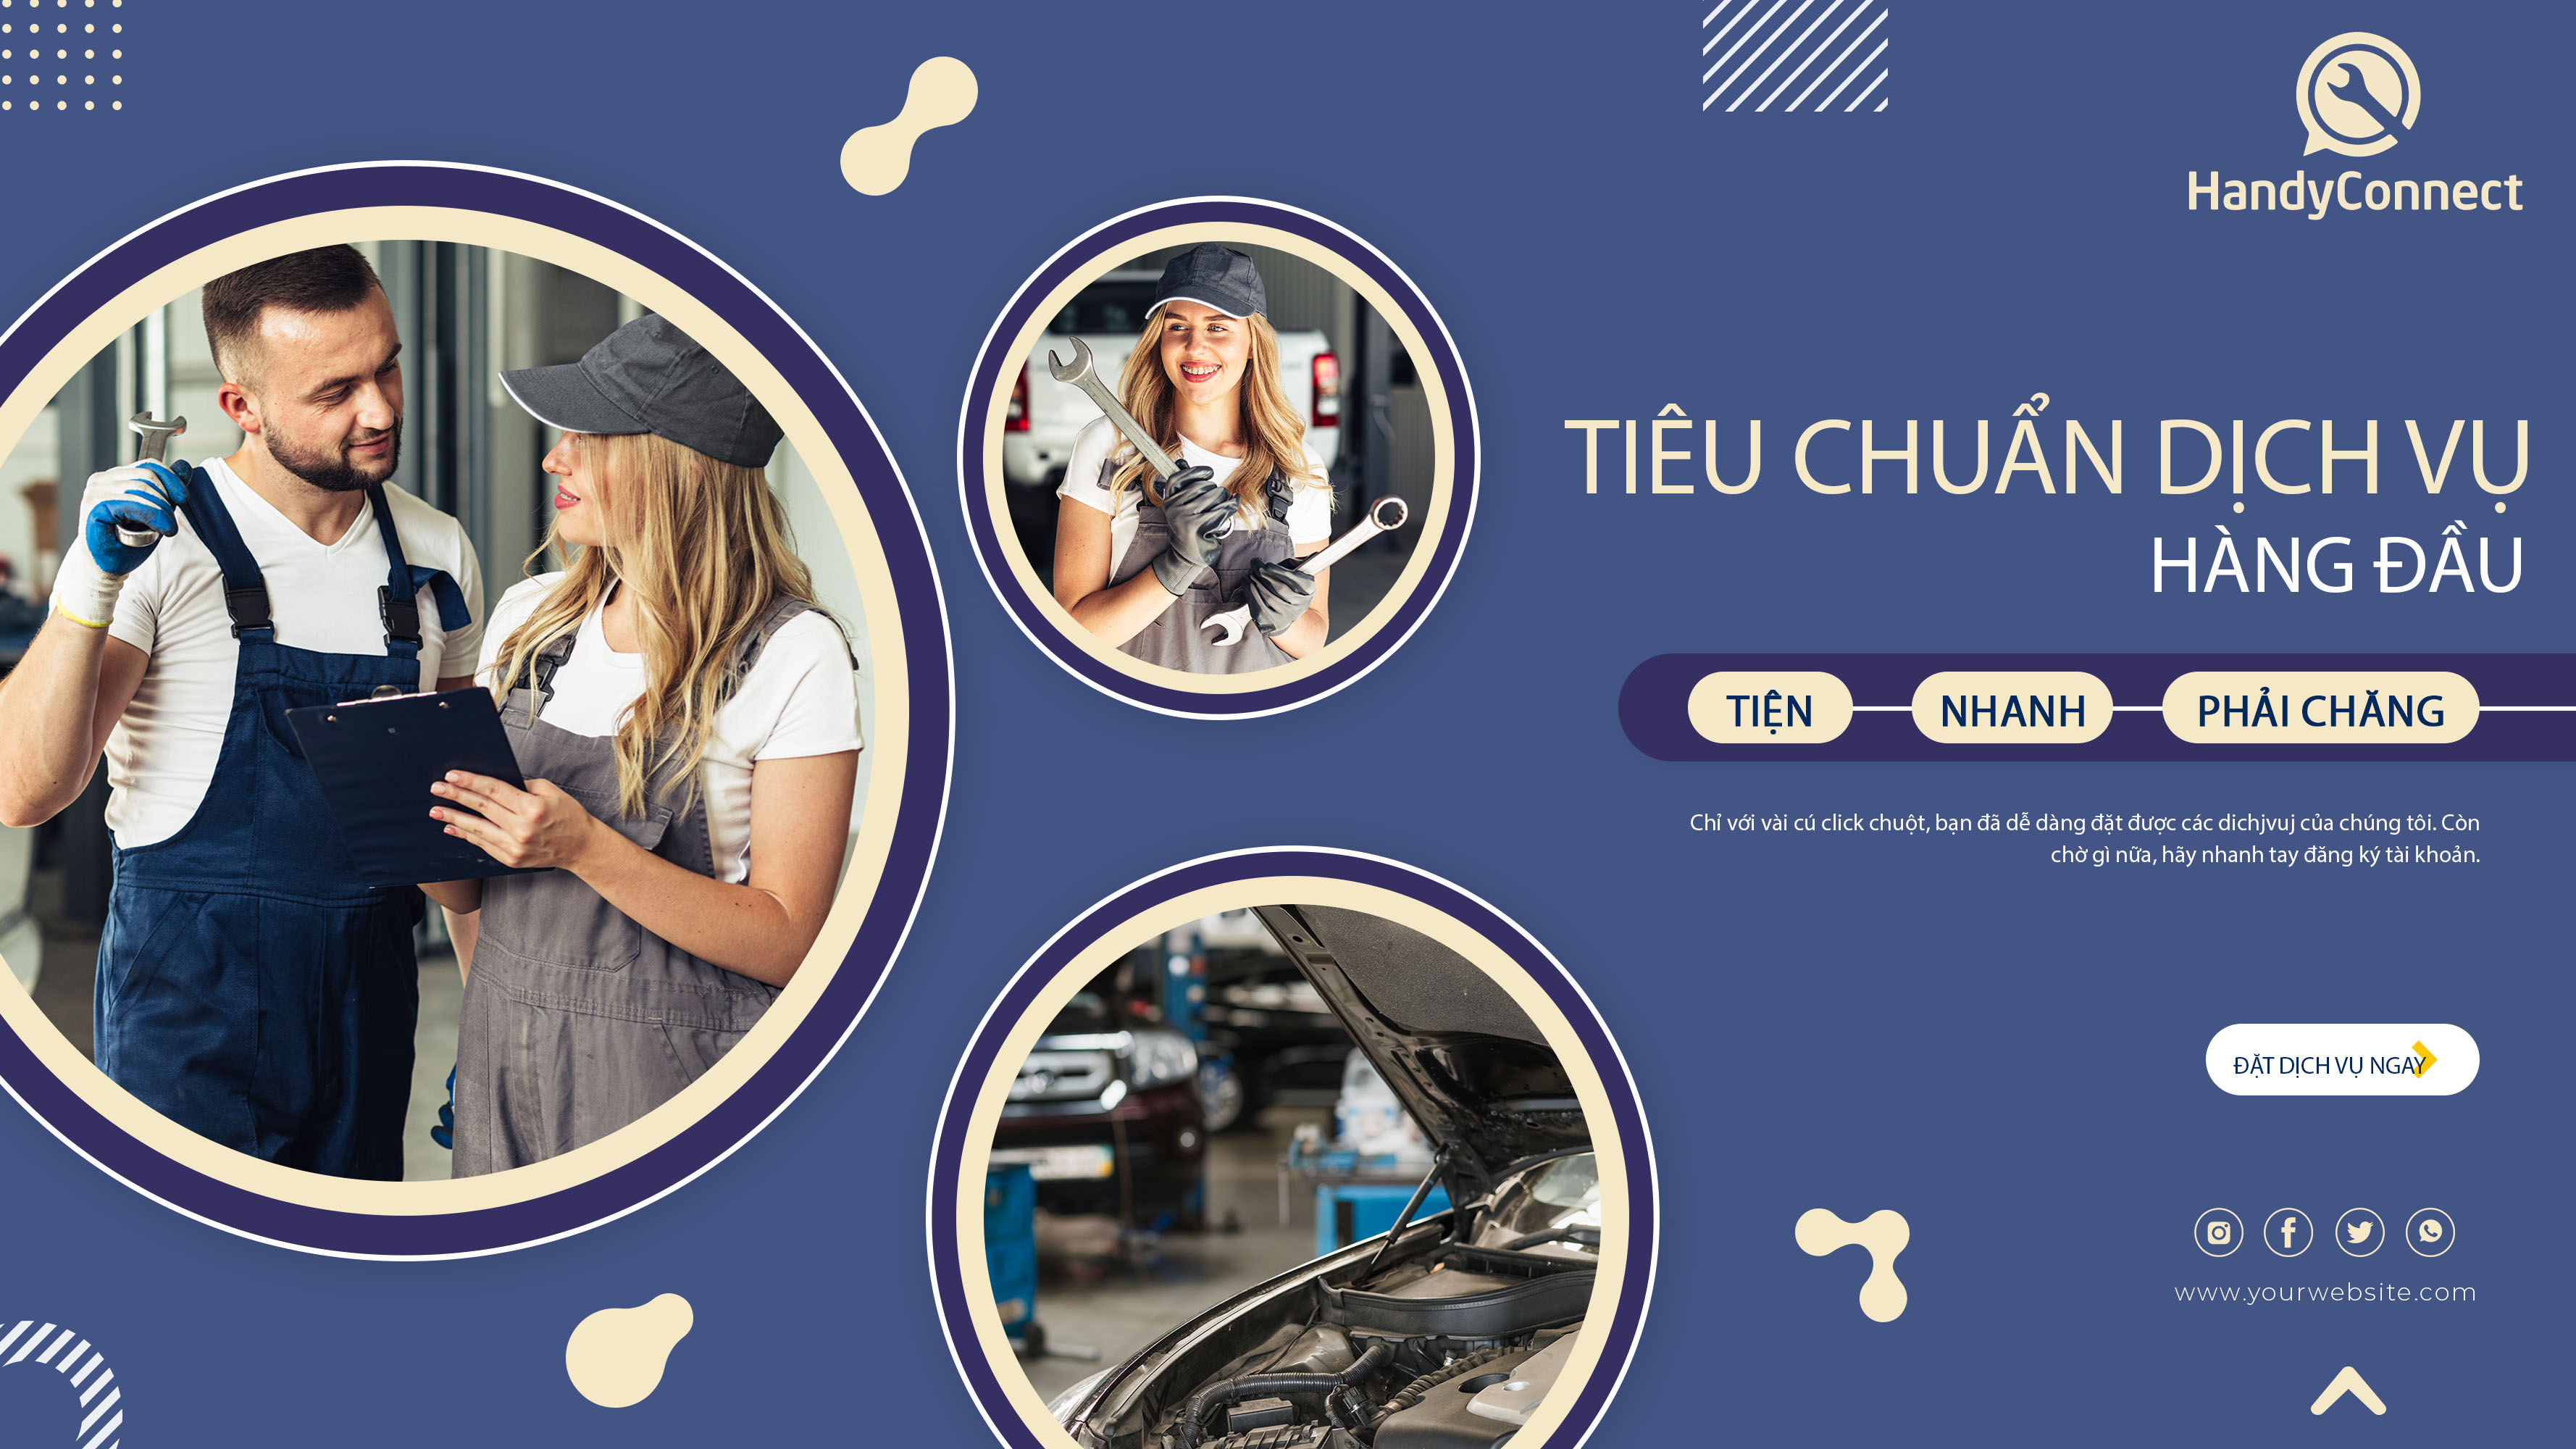 HandyConnect
TIÊU CHUẨN DỊCH VỤ
HÀNG ĐẦU
TIỆN NHANH PHẢI CHĂNG
Chỉ với vài cú click chuột, bạn đã dễ dàng đặt được các dichjvuj của chúng tôi. Còn
chờ gì nữa, hãy nhanh tay đăng ký tài khoản.
ĐẶT DỊCH VỤ NGAY
www.yourwebsite.com